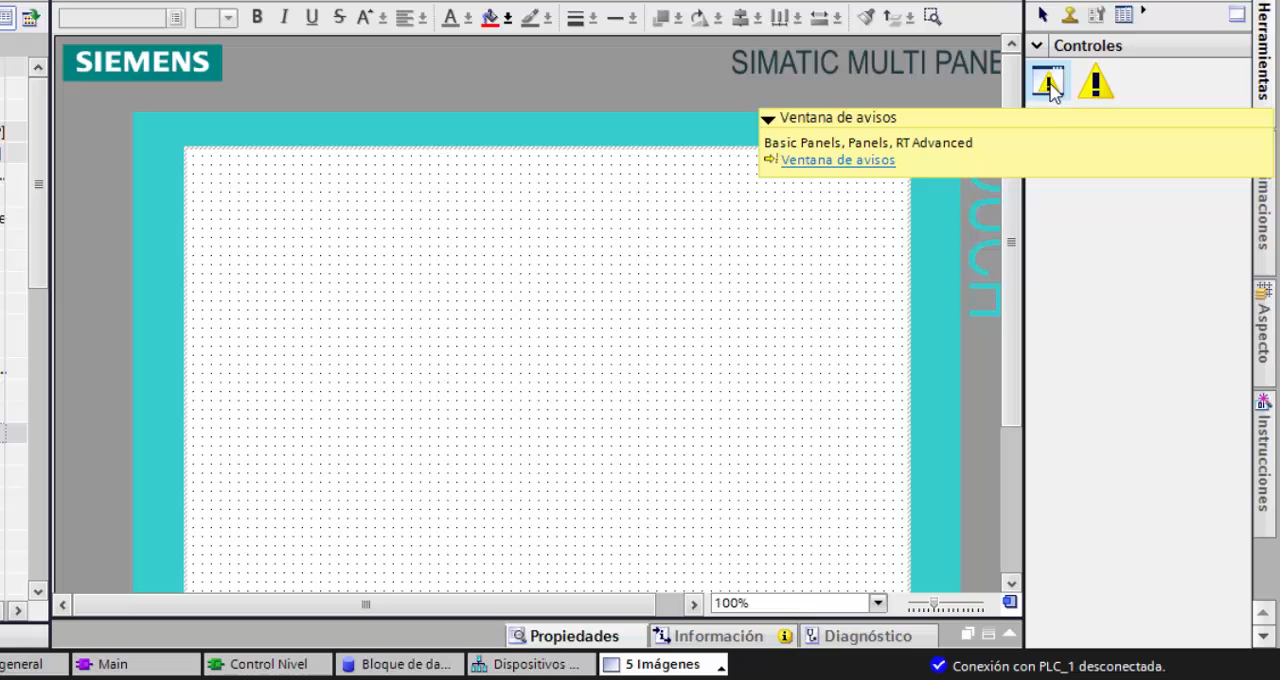 B I U S A A
SIEMENS
SIMATIC MULTI PANE
Controles
Herramientas
Ventana de avisos
Basic Panels, Panels, RT Advanced
Ventana de avisos
Aspecto
Instrucciones
100%
Propiedades
Información
Diagnóstico
general
Main
Control Nivel
Bloque de da...
Dispositivos ...
5 Imágenes
Conexión con PLC_1 desconectada.